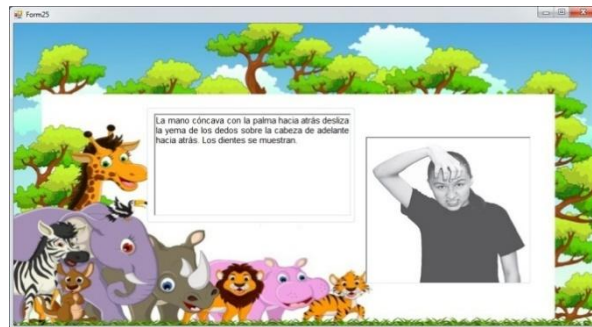 Form25
La mano cóncava con la palma hacia atrás desliza
la yema de los dedos sobre la cabeza de adelante
hacia atrás. Los dientes se muestran.